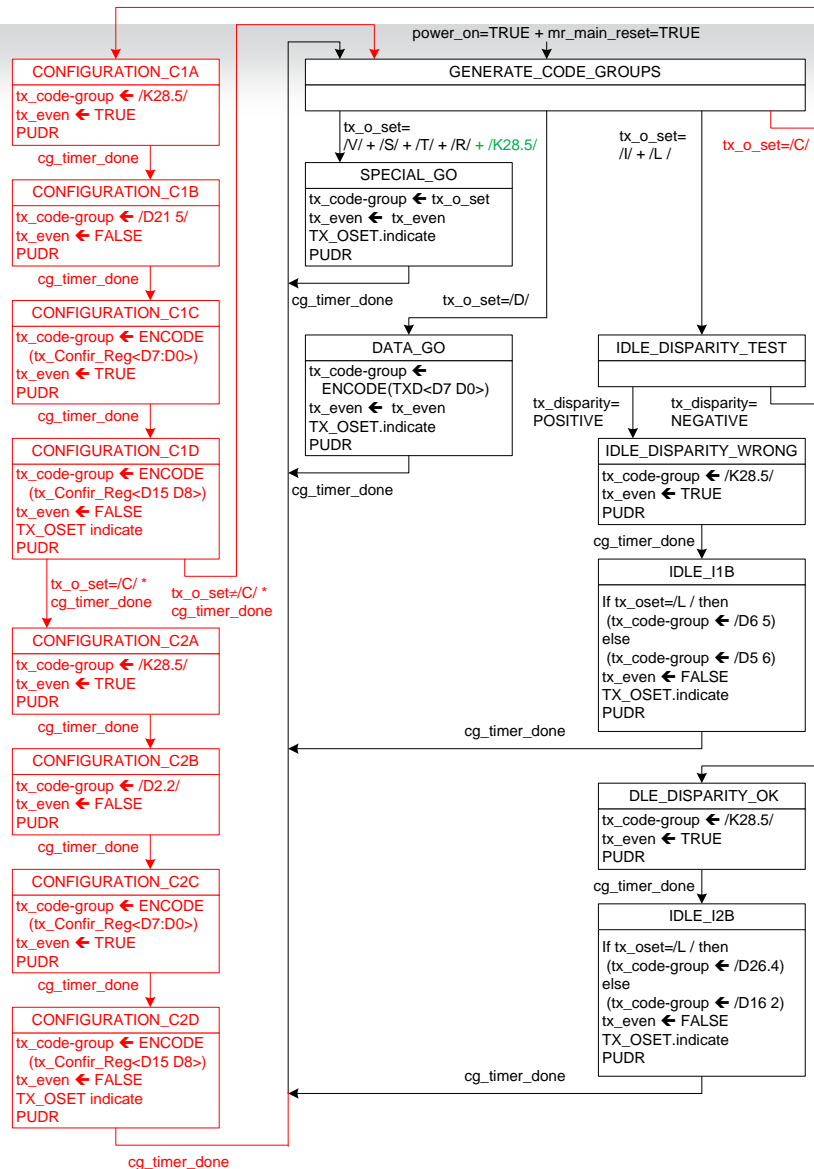 power_on=TRUE + mr_main_reset=TRUE
CONFIGURATION_C1A
tx_code-group 🡸 /K28.5/
tx_even 🡸 TRUE
PUDR
cg_timer_done
CONFIGURATION_C1B
tx_code-group 🡸 /D21 5/
tx_even 🡸 FALSE
PUDR
cg_timer_done
CONFIGURATION_C1C
tx_code-group 🡸 ENCODE
(tx_Confir_Reg<D7:D0>)
tx_even 🡸 TRUE
PUDR
cg_timer_done
CONFIGURATION_C1D
tx_code-group 🡸 ENCODE
(tx_Confir_Reg<D15 D8>)
tx_even 🡸 FALSE
TX_OSET indicate
PUDR
tx_o_set=/C/ *
cg_timer_done
tx_o_set≠/C/ *
cg_timer_done
CONFIGURATION_C2A
tx_code-group 🡸 /K28.5/
tx_even 🡸 TRUE
PUDR
cg_timer_done
CONFIGURATION_C2B
tx_code-group 🡸 /D2.2/
tx_even 🡸 FALSE
PUDR
cg_timer_done
CONFIGURATION_C2C
tx_code-group 🡸 ENCODE
(tx_Confir_Reg<D7:D0>)
tx_even 🡸 TRUE
PUDR
cg_timer_done
CONFIGURATION_C2D
tx_code-group 🡸 ENCODE
(tx_Confir_Reg<D15 D8>)
tx_even 🡸 FALSE
TX_OSET indicate
PUDR
cg_timer_done
GENERATE_CODE_GROUPS
tx_o_set=
/V/ + /S/ + /T/ + /R/ + /K28.5/
SPECIAL_GO
tx_code-group 🡸 tx_o_set
tx_even 🡸 tx_even
TX_OSET.indicate
PUDR
cg_timer_done
tx_o_set=/D/
DATA_GO
tx_code-group 🡸
ENCODE(TXD<D7 D0>)
tx_even 🡸 tx_even
TX_OSET.indicate
PUDR
cg_timer_done
tx_o_set=
/I/ + /L /
tx_o_set=/C/
IDLE_DISPARITY_TEST
tx_disparity=
POSITIVE
tx_disparity=
NEGATIVE
IDLE_DISPARITY_WRONG
tx_code-group 🡸 /K28.5/
tx_even 🡸 TRUE
PUDR
cg_timer_done
IDLE_I1B
If tx_oset=/L / then
(tx_code-group 🡸 /D6 5)
else
(tx_code-group 🡸 /D5 6)
tx_even 🡸 FALSE
TX_OSET.indicate
PUDR
cg_timer_done
DLE_DISPARITY_OK
tx_code-group 🡸 /K28.5/
tx_even 🡸 TRUE
PUDR
cg_timer_done
IDLE_I2B
If tx_oset=/L / then
(tx_code-group 🡸 /D26.4)
else
(tx_code-group 🡸 /D16 2)
tx_even 🡸 FALSE
TX_OSET.indicate
PUDR
cg_timer_done